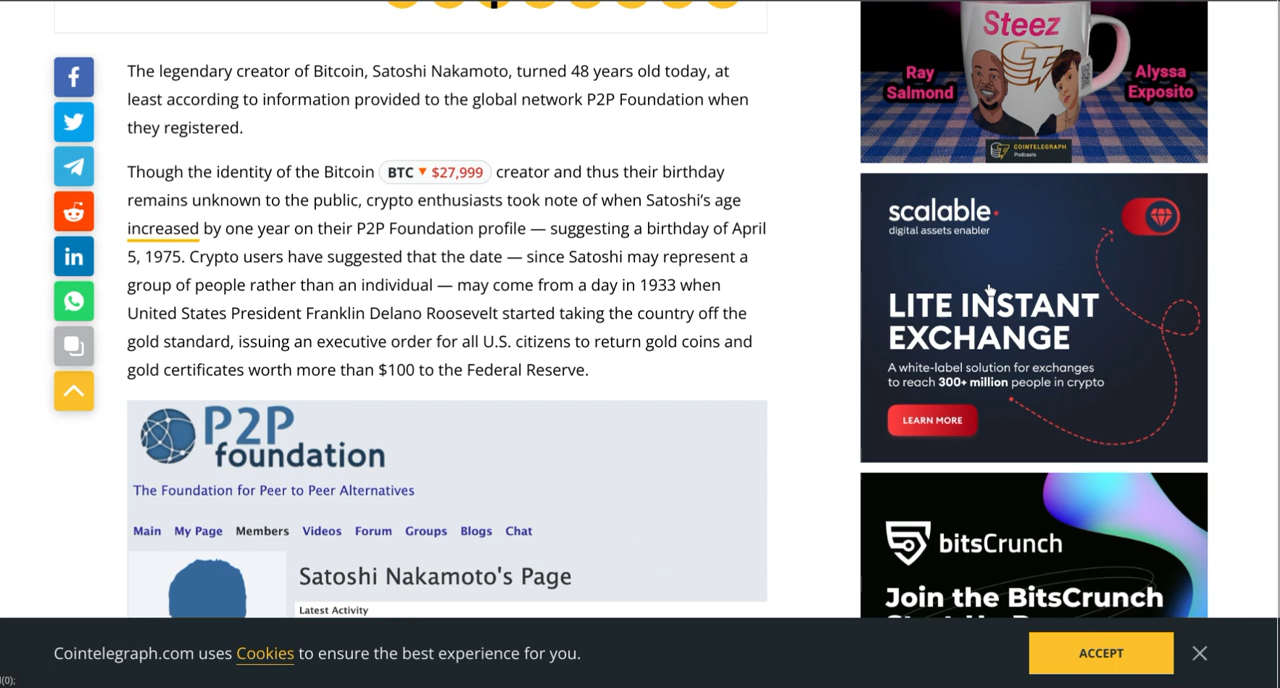 The legendary creator of Bitcoin, Satoshi Nakamoto, turned 48 years old today, at
least according to information provided to the global network P2P Foundation when
they registered.
Though the identity of the Bitcoin BTC ▼ $27,999 creator and thus their birthday
remains unknown to the public, crypto enthusiasts took note of when Satoshi’s age
increased by one year on their P2P Foundation profile — suggesting a birthday of April
5, 1975. Crypto users have suggested that the date — since Satoshi may represent a
group of people rather than an individual — may come from a day in 1933 when
United States President Franklin Delano Roosevelt started taking the country off the
gold standard, issuing an executive order for all U.S. citizens to return gold coins and
gold certificates worth more than $100 to the Federal Reserve.
P2P
foundation
The Foundation for Peer to Peer Alternatives
Main My Page Members Videos Forum Groups Blogs Chat
Satoshi Nakamoto's Page
Latest Activity
Steez
Ray
Salmond
Alyssa
Exposito
COINTELEGRAPH
Podcasts
scalable
digital assets enabler
LITE INSTANT
EXCHANGE
A white-label solution for exchanges
to reach 300+ million people in crypto
LEARN MORE
bitsCrunch
Join the BitsCrunch
Cointelegraph.com uses Cookies to ensure the best experience for you.
ACCEPT
(0);